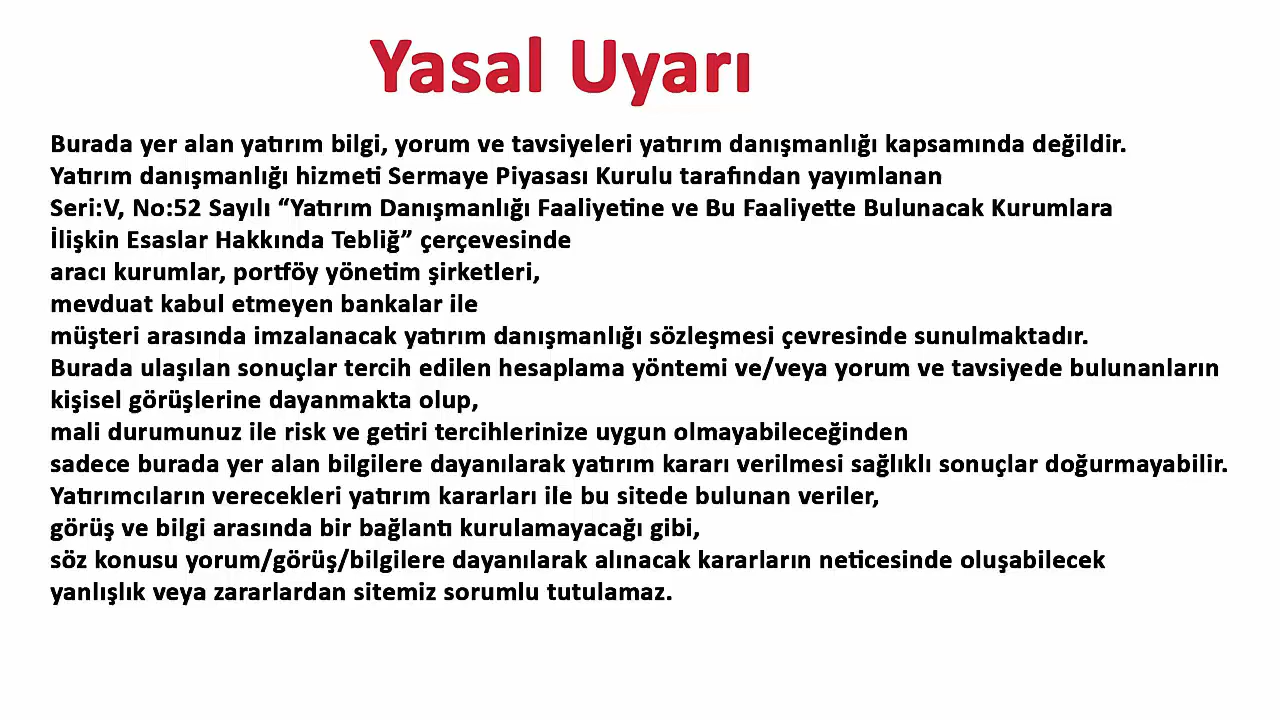 Yasal Uyarı
Burada yer alan yatırım bilgi, yorum ve tavsiyeleri yatırım danışmanlığı kapsamında değildir.
Yatırım danışmanlığı hizmeti Sermaye Piyasası Kurulu tarafından yayımlanan
Seri:V, No:52 Sayılı “Yatırım Danışmanlığı Faaliyetine ve Bu Faaliyette Bulunacak Kurumlara
İlişkin Esaslar Hakkında Tebliğ” çerçevesinde
aracı kurumlar, portföy yönetim şirketleri,
mevduat kabul etmeyen bankalar ile
müşteri arasında imzalanacak yatırım danışmanlığı sözleşmesi çevresinde sunulmaktadır.
Burada ulaşılan sonuçlar tercih edilen hesaplama yöntemi ve/veya yorum ve tavsiyede bulunanların
kişisel görüşlerine dayanmakta olup,
mali durumunuz ile risk ve getiri tercihlerinize uygun olmayabileceğinden
sadece burada yer alan bilgilere dayanılarak yatırım kararı verilmesi sağlıklı sonuçlar doğurmayabilir.
Yatırımcıların verecekleri yatırım kararları ile bu sitede bulunan veriler,
görüş ve bilgi arasında bir bağlantı kurulamayacağı gibi,
söz konusu yorum/görüş/bilgilere dayanılarak alınacak kararların neticesinde oluşabilecek
yanlışlık veya zararlardan sitemiz sorumlu tutulamaz.